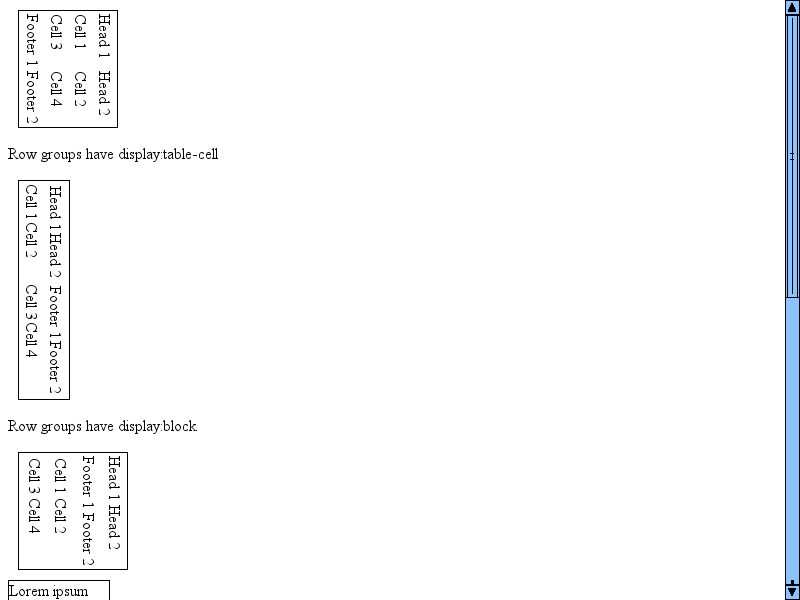 Head 1 Head 2
Cell 1 Cell 2
Cell 3 Cell 4
Footer 1 Footer 2
Row groups have display:table-cell
Head 1 Head 2 Footer 1 Footer 2
Cell 1 Cell 2 Cell 3 Cell 4
Row groups have display:block
Head 1 Head 2
Footer 1 Footer 2
Cell 1 Cell 2
Cell 3 Cell 4
Lorem ipsum